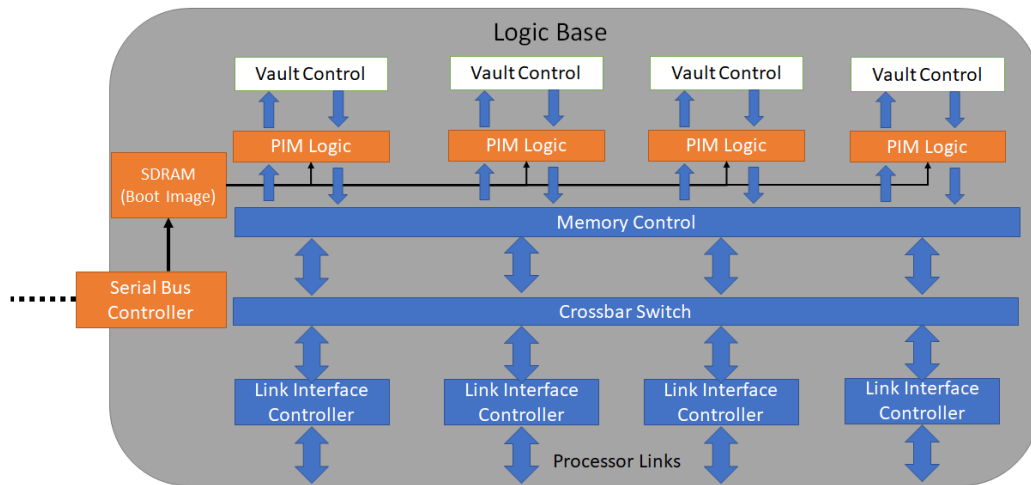 Logic Base
Vault Control
Vault Control
Vault Control
Vault Control
PIM Logic
PIM Logic
PIM Logic
PIM Logic
SDRAM
(Boot Image)
Memory Control
Serial Bus
Controller
Crossbar Switch
Link Interface
Controller
Link Interface
Controller
Link Interface
Controller
Link Interface
Controller
Processor Links